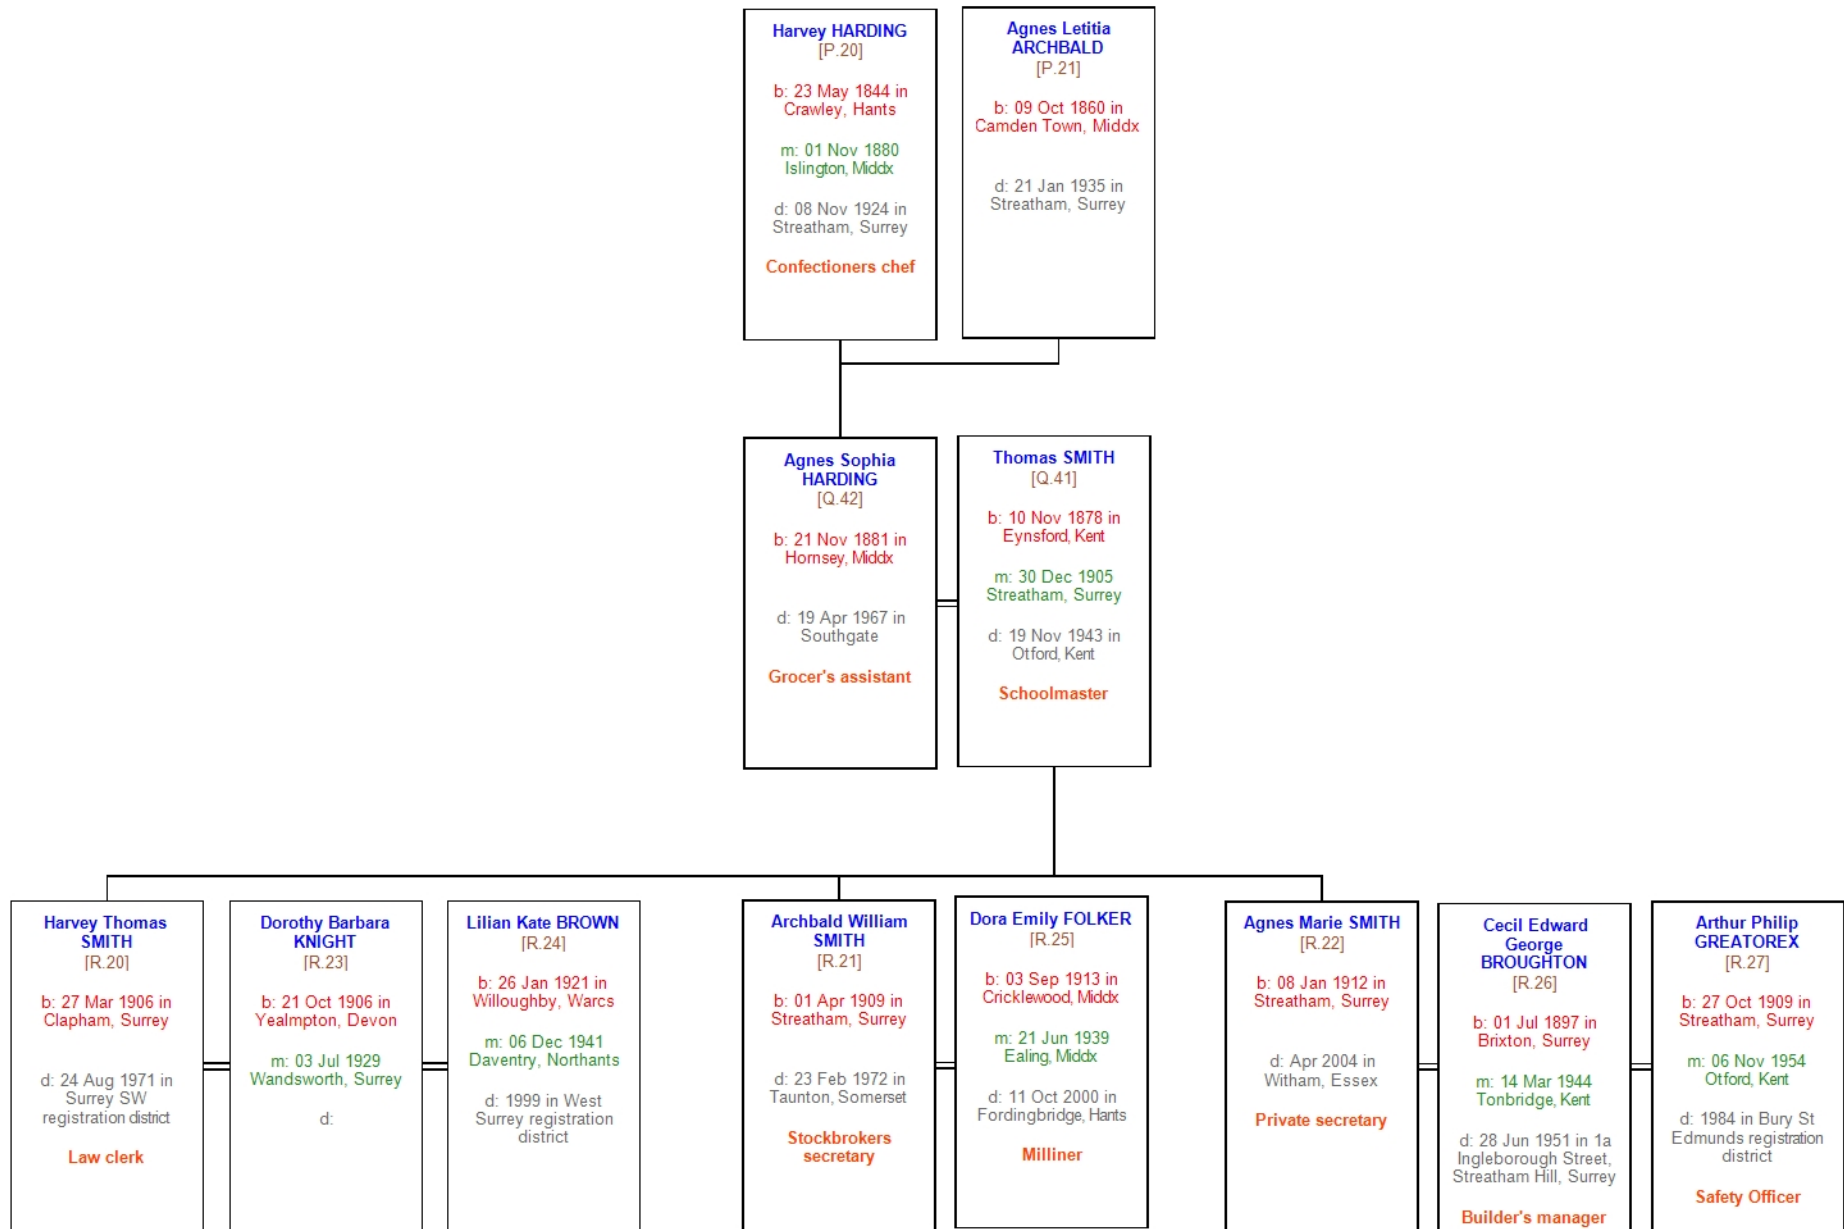 Harvey HARDING
[P.20]
b: 23 May 1844 in
Crawley, Hants
m: 01 Nov 1880
Islington, Middx
d: 08 Nov 1924 in
Streatham, Surrey
Confectioners chef
Agnes Letitia
ARCHBALD
[P.21]
b: 09 Oct 1860 in
Camden Town, Middx
d: 21 Jan 1935 in
Streatham, Surrey
Agnes Sophia
HARDING
[Q.42]
b: 21 Nov 1881 in
Hornsey, Middx
d: 19 Apr 1967 in
Southgate
Grocer's assistant
Thomas SMITH
[Q.41]
b: 10 Nov 1878 in
Eynsford, Kent
m: 30 Dec 1905
Streatham, Surrey
d: 19 Nov 1943 in
Otford, Kent
Schoolmaster
Harvey Thomas
SMITH
[R.20]
b: 27 Mar 1906 in
Clapham, Surrey
d: 24 Aug 1971 in
Surrey SW
registration district
Law clerk
Dorothy Barbara
KNIGHT
[R.23]
b: 21 Oct 1906 in
Yealmpton, Devon
m: 03 Jul 1929
Wandsworth, Surrey
d:
Lilian Kate BROWN
[R.24]
b: 26 Jan 1921 in
Willoughby, Warcs
m: 06 Dec 1941
Daventry, Northants
d: 1999 in West
Surrey registration
district
Archbald William
SMITH
[R.21]
b: 01 Apr 1909 in
Streatham, Surrey
d: 23 Feb 1972 in
Taunton, Somerset
Stockbrokers
secretary
Dora Emily FOLKER
[R.25]
b: 03 Sep 1913 in
Cricklewood, Middx
m: 21 Jun 1939
Ealing, Middx
d: 11 Oct 2000 in
Fordingbridge, Hants
Milliner
Agnes Marie SMITH
[R.22]
b: 08 Jan 1912 in
Streatham, Surrey
d: Apr 2004 in
Witham, Essex
Private secretary
Cecil Edward
George
BROUGHTON
[R.26]
b: 01 Jul 1897 in
Brixton, Surrey
m: 14 Mar 1944
Tonbridge, Kent
d: 28 Jun 1951 in 1a
Ingleborough Street,
Streatham Hill, Surrey
Builder's manager
Arthur Philip
GREATOREX
[R.27]
b: 27 Oct 1909 in
Streatham, Surrey
m: 06 Nov 1954
Otford, Kent
d: 1984 in Bury St
Edmunds registration
district
Safety Officer